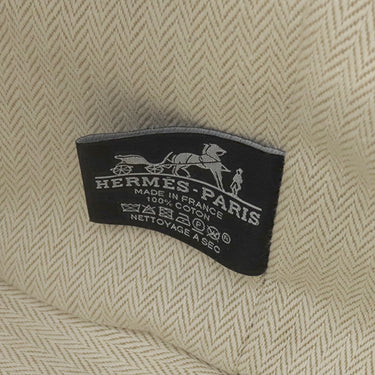 HERMES-PARIS
MADE IN FRANCE
100% COTON
NETTOYAGE A SEC